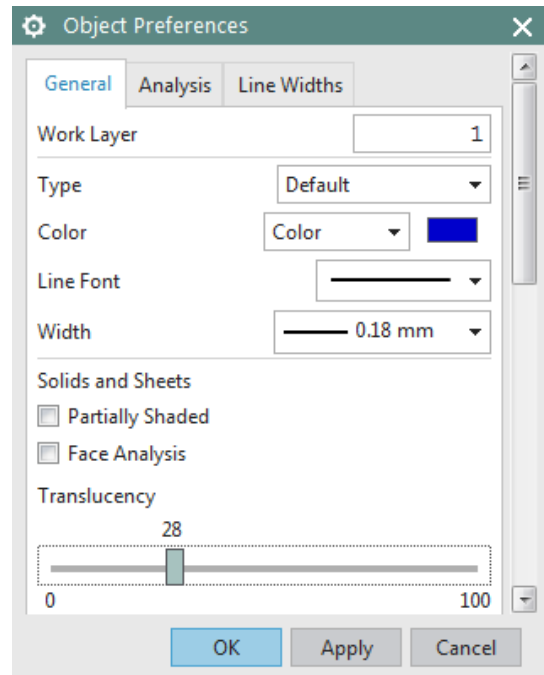 Object Preferences
General Analysis Line Widths
Work Layer 1
Type Default
Color Color
Line Font
Width 0.18 mm
Solids and Sheets
Partially Shaded
Face Analysis
Translucency
28
0 100
OK Apply Cancel